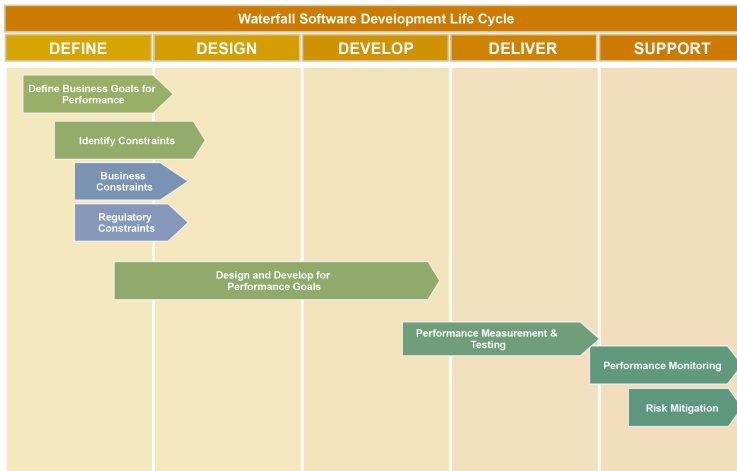 Waterfall Software Development Life Cycle
DEFINE
DESIGN
DEVELOP
DELIVER
SUPPORT
Define Business Goals for
Performance
Identify Constraints
Business
Constraints
Regulatory
Constraints
Design and Develop for
Performance Goals
Performance Measurement &
Testing
Performance Monitoring
Risk Mitigation